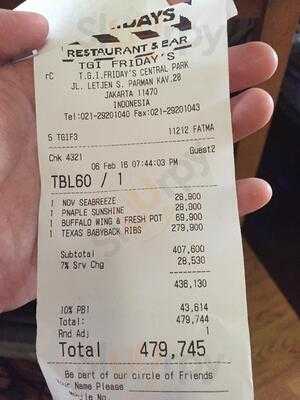 FRIDAYS
RESTAURANT & BAR
TGI FRIDAY'S
rC T.G.I.FRIDAY'S CENTRAL PARK
JL. LETJEN S. PARMAN KAV.28
JAKARTA 11470
INDONESIA
Tel:021-29201040 Fax:021-29201043
5 TGIF3 11212 FATMA
Chk 4321 Guest2
06 Feb 16 07:44:03 PM
TBL60 / 1
1 NOV SEABREEZE 28,900
1 PNAPLE SUNSHINE 28,900
1 BUFFALO WING & FRESH POT 69,900
1 TEXAS BABYBACK RIBS 279,900
Subtotal 407,600
7% Srv Chg 28,530
436,130
10% PB1 43,614
Total: 479,744
Rnd Adj 1
Total 479,745
Be part of our circle of Friends
Your Name Please
No.